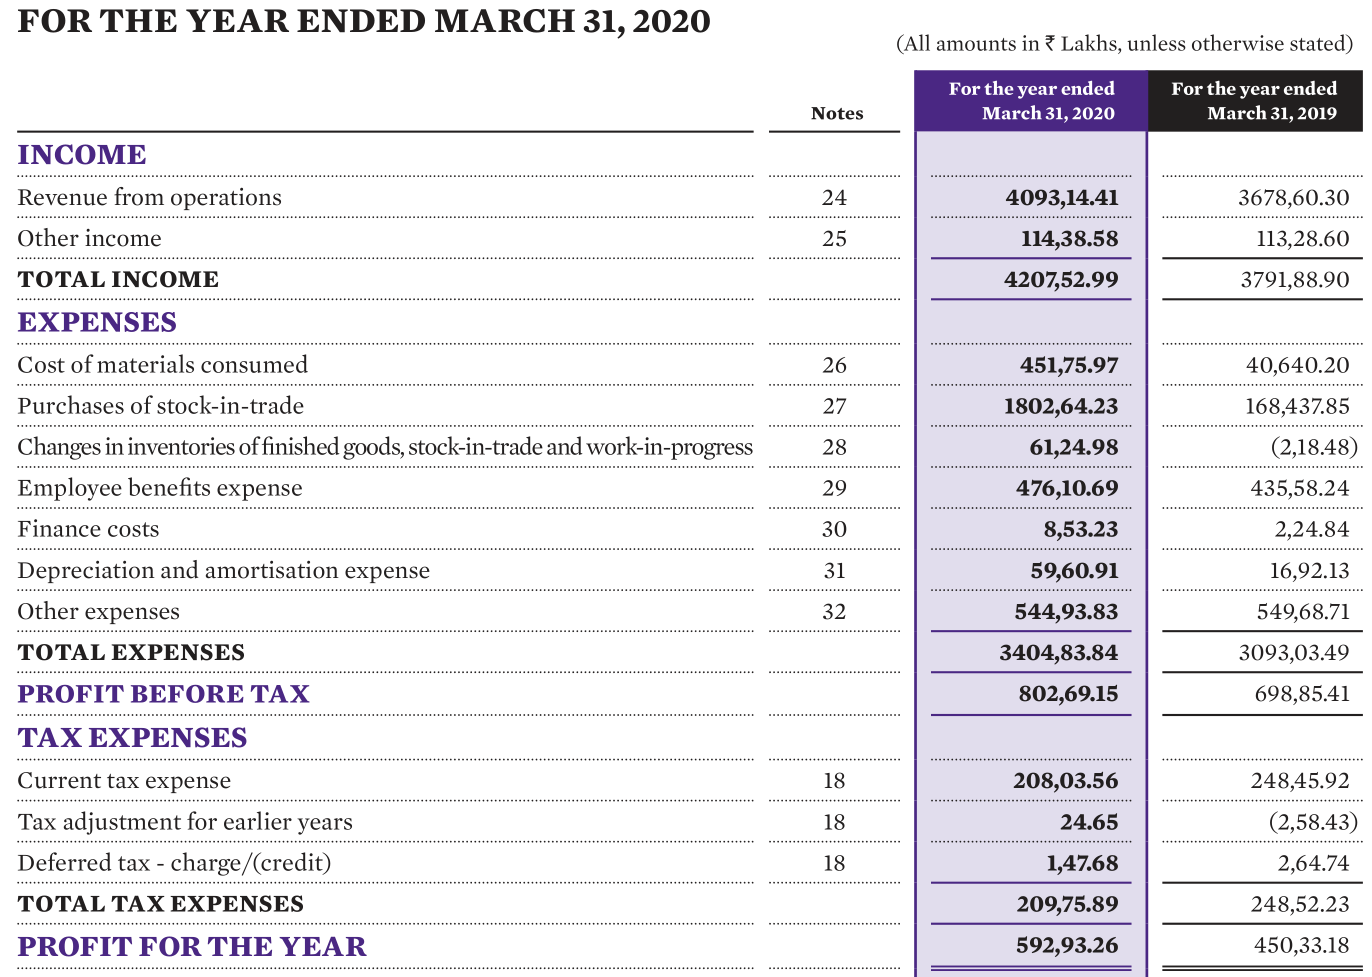 FOR THE YEAR ENDED MARCH 31, 2020
(All amounts in ₹ Lakhs, unless otherwise stated)
Notes For the year ended March 31, 2020 For the year ended March 31, 2019
INCOME
Revenue from operations 24 4093,14.41 3678,60.30
Other income 25 114,38.58 113,28.60
TOTAL INCOME 4207,52.99 3791,88.90
EXPENSES
Cost of materials consumed 26 451,75.97 40,640.20
Purchases of stock-in-trade 27 1802,64.23 168,437.85
Changes in inventories of finished goods, stock-in-trade and work-in-progress 28 61,24.98 (2,18.48)
Employee benefits expense 29 476,10.69 435,58.24
Finance costs 30 8,53.23 2,24.84
Depreciation and amortisation expense 31 59,60.91 16,92.13
Other expenses 32 544,93.83 549,68.71
TOTAL EXPENSES 3404,83.84 3093,03.49
PROFIT BEFORE TAX 802,69.15 698,85.41
TAX EXPENSES
Current tax expense 18 208,03.56 248,45.92
Tax adjustment for earlier years 18 24.65 (2,58.43)
Deferred tax - charge/(credit) 18 1,47.68 2,64.74
TOTAL TAX EXPENSES 209,75.89 248,52.23
PROFIT FOR THE YEAR 592,93.26 450,33.18